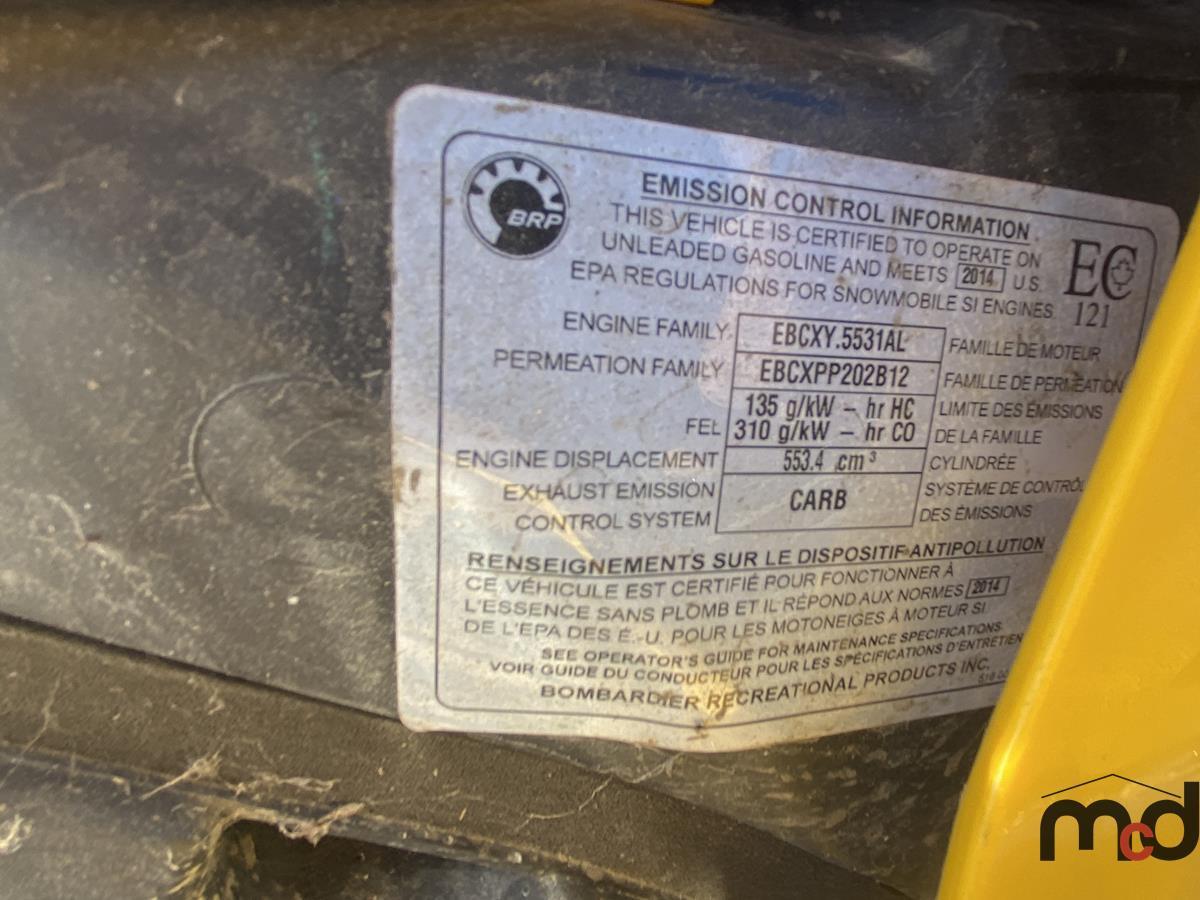 BRP
EMISSION CONTROL INFORMATION
THIS VEHICLE IS CERTIFIED TO OPERATE ON
UNLEADED GASOLINE AND MEETS 2014 U.S.
EPA REGULATIONS FOR SNOWMOBILE SI ENGINES.
EC
121
ENGINE FAMILY EBCXY.5531AL FAMILLE DE MOTEUR
PERMEATION FAMILY EBCXPP202B12 FAMILLE DE PERMEATION
135 g/kW – hr HC LIMITE DES ÉMISSIONS
FEL 310 g/kW – hr CO DE LA FAMILLE
ENGINE DISPLACEMENT 553.4 cm³ CYLINDRÉE
EXHAUST EMISSION CARB SYSTÈME DE CONTRÔL
CONTROL SYSTEM DES ÉMISSIONS
RENSEIGNEMENTS SUR LE DISPOSITIF ANTIPOLLUTION
CE VÉHICULE EST CERTIFIÉ POUR FONCTIONNER À
L'ESSENCE SANS PLOMB ET IL RÉPOND AUX NORMES 2014
DE L'EPA DES É.-U. POUR LES MOTONEIGES À MOTEUR SI
SEE OPERATOR'S GUIDE FOR MAINTENANCE SPECIFICATIONS.
VOIR GUIDE DU CONDUCTEUR POUR LES SPÉCIFICATIONS D'ENTRETIEN
BOMBARDIER RECREATIONAL PRODUCTS INC.
mcd